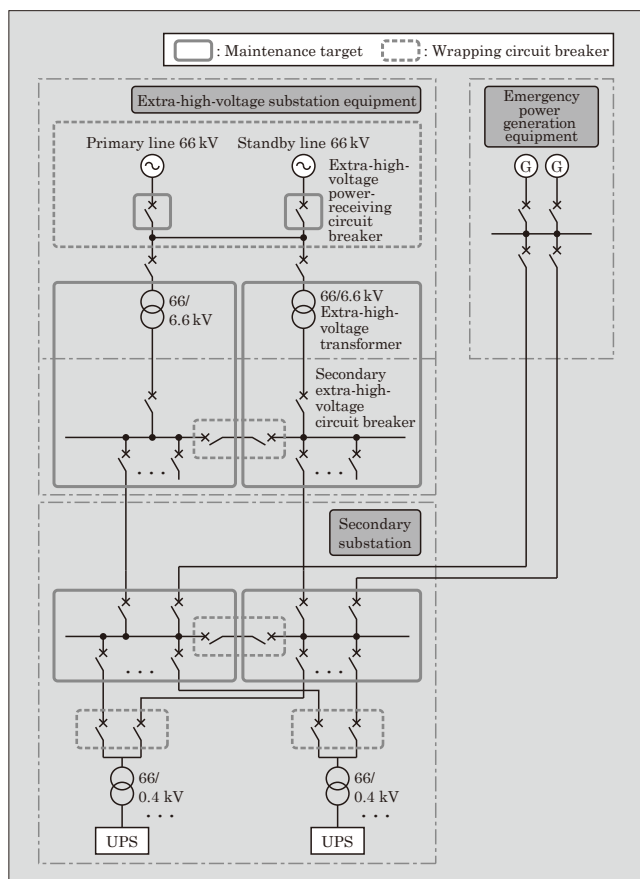 : Maintenance target
: Wrapping circuit breaker
Extra-high-voltage substation equipment
Emergency
power
generation
equipment
Primary line 66 kV
Standby line 66 kV
Extra-high-
voltage
power-
receiving
circuit
breaker
G
G
66/
6.6 kV
66/6.6 kV
Extra-high-
voltage
transformer
Secondary
extra-high-
voltage
circuit breaker
Secondary
substation
66/
0.4 kV
66/
0.4 kV
UPS
UPS